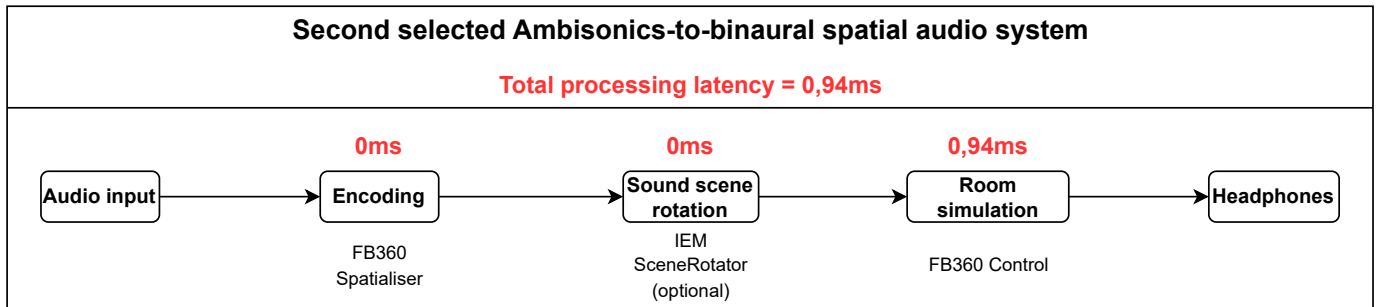 Second selected Ambisonics-to-binaural spatial audio system
Total processing latency = 0,94ms
0ms
0ms
0,94ms
Audio input
Encoding
Sound scene
rotation
Room
simulation
Headphones
FB360
Spatialiser
IEM
SceneRotator
(optional)
FB360 Control